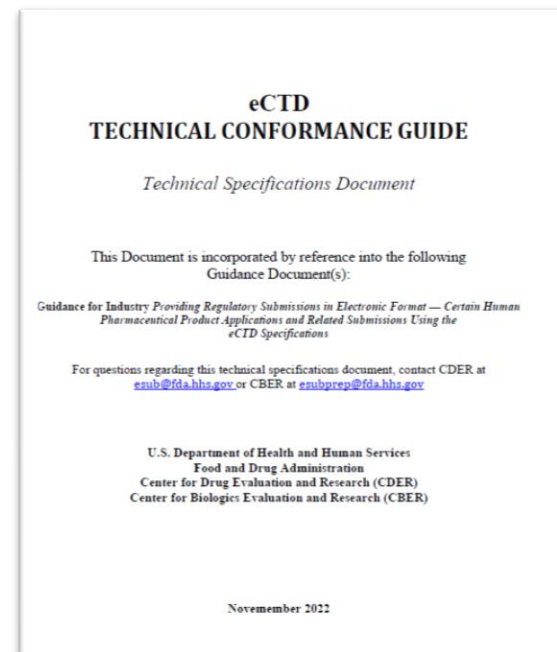 eCTD
TECHNICAL CONFORMANCE GUIDE
Technical Specifications Document
This Document is incorporated by reference into the following
Guidance Document(s):
Guidance for Industry Providing Regulatory Submissions in Electronic Format — Certain Human
Pharmaceutical Product Applications and Related Submissions Using the
eCTD Specifications
For questions regarding this technical specifications document, contact CDER at
esub@fda.hhs.gov or CBER at esubprep@fda.hhs.gov
U.S. Department of Health and Human Services
Food and Drug Administration
Center for Drug Evaluation and Research (CDER)
Center for Biologics Evaluation and Research (CBER)
Novemember 2022